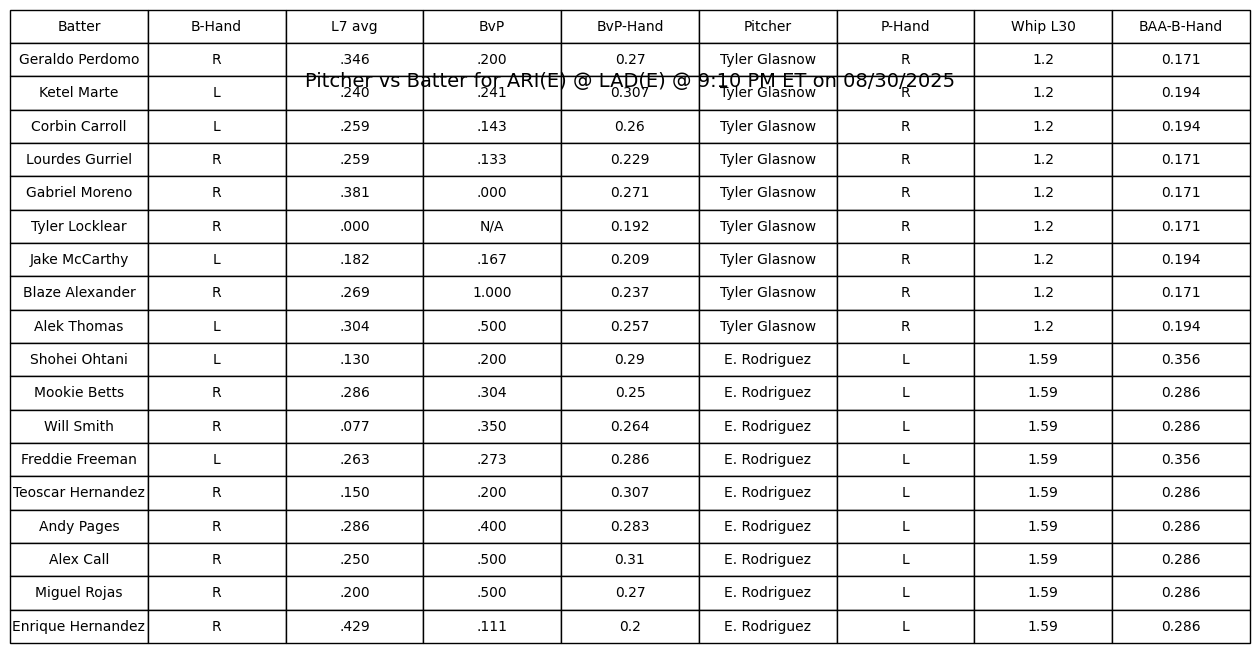 Batter B-Hand L7 avg BvP BvP-Hand Pitcher P-Hand Whip L30 BAA-B-Hand
Geraldo Perdomo R .346 .200 0.27 Tyler Glasnow R 1.2 0.171
Pitcher vs Batter for ARI(E) @ LAD(E) @ 9:10 PM ET on 08/30/2025
Ketel Marte L .240 .241 0.307 Tyler Glasnow R 1.2 0.194
Corbin Carroll L .259 .143 0.26 Tyler Glasnow R 1.2 0.194
Lourdes Gurriel R .259 .133 0.229 Tyler Glasnow R 1.2 0.171
Gabriel Moreno R .381 .000 0.271 Tyler Glasnow R 1.2 0.171
Tyler Locklear R .000 N/A 0.192 Tyler Glasnow R 1.2 0.171
Jake McCarthy L .182 .167 0.209 Tyler Glasnow R 1.2 0.194
Blaze Alexander R .269 1.000 0.237 Tyler Glasnow R 1.2 0.171
Alek Thomas L .304 .500 0.257 Tyler Glasnow R 1.2 0.194
Shohei Ohtani L .130 .200 0.29 E. Rodriguez L 1.59 0.356
Mookie Betts R .286 .304 0.25 E. Rodriguez L 1.59 0.286
Will Smith R .077 .350 0.264 E. Rodriguez L 1.59 0.286
Freddie Freeman L .263 .273 0.286 E. Rodriguez L 1.59 0.356
Teoscar Hernandez R .150 .200 0.307 E. Rodriguez L 1.59 0.286
Andy Pages R .286 .400 0.283 E. Rodriguez L 1.59 0.286
Alex Call R .250 .500 0.31 E. Rodriguez L 1.59 0.286
Miguel Rojas R .200 .500 0.27 E. Rodriguez L 1.59 0.286
Enrique Hernandez R .429 .111 0.2 E. Rodriguez L 1.59 0.286